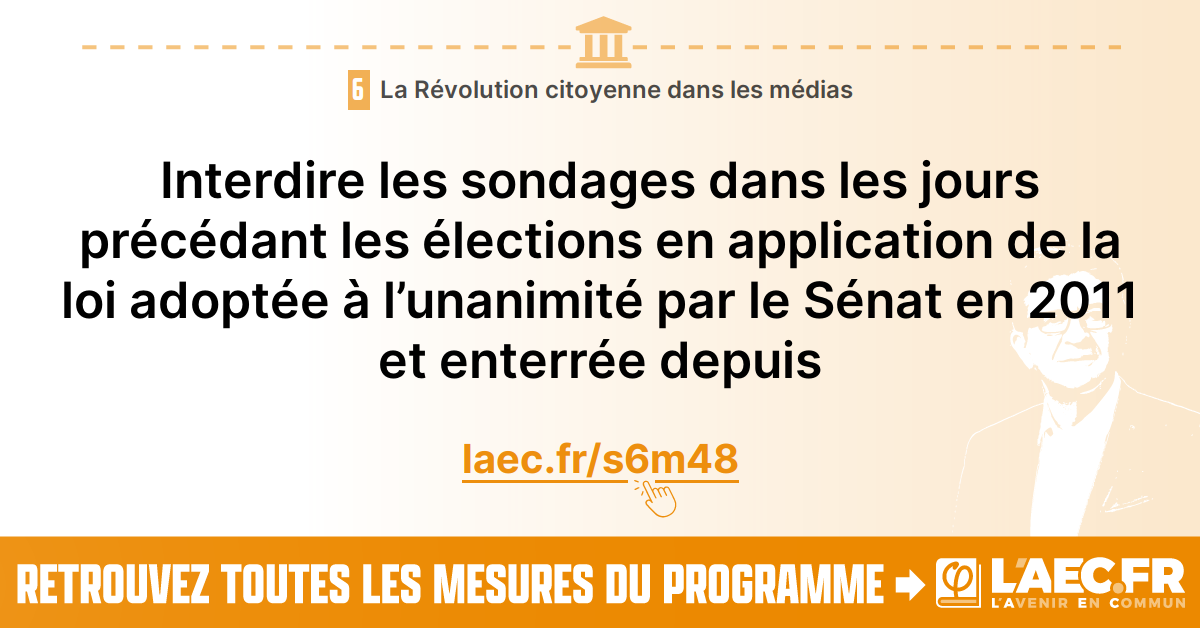 6 La Révolution citoyenne dans les médias
Interdire les sondages dans les jours
précédant les élections en application de la
loi adoptée à l’unanimité par le Sénat en 2011
et enterrée depuis
laec.fr/s6m48
RETROUVEZ TOUTES LES MESURES DU PROGRAMME
φ L'AEC.FR
L'AVENIR EN COMMUN